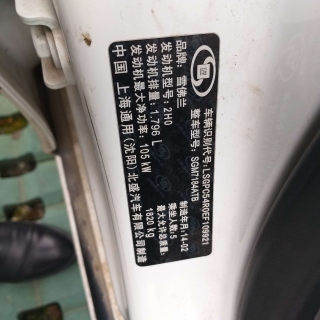 品牌：雪佛兰
发动机型号：2H0
发动机排量：1.796 L
发动机最大净功率：105 kW
中国 上海通用(沈阳)北盛汽车有限公司制造
车辆识别代号：LSGPC54R0EF109921
整车型号：SGM7184ATB
制造年月：14-02
乘坐人数：5
最大允许总质量：1820 kg